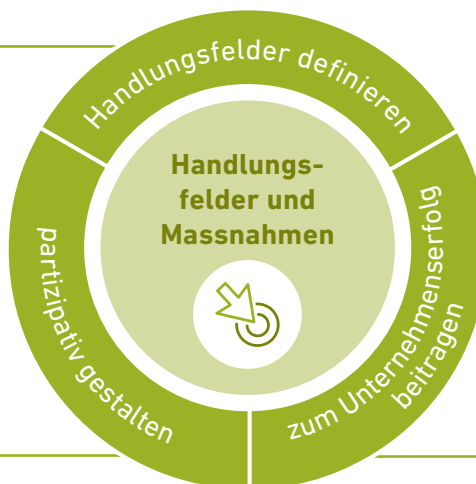 Handlungsfelder definieren
Handlungs-
felder und
Massnahmen
partizipativ gestalten
zum Unternehmenserfolg
beitragen